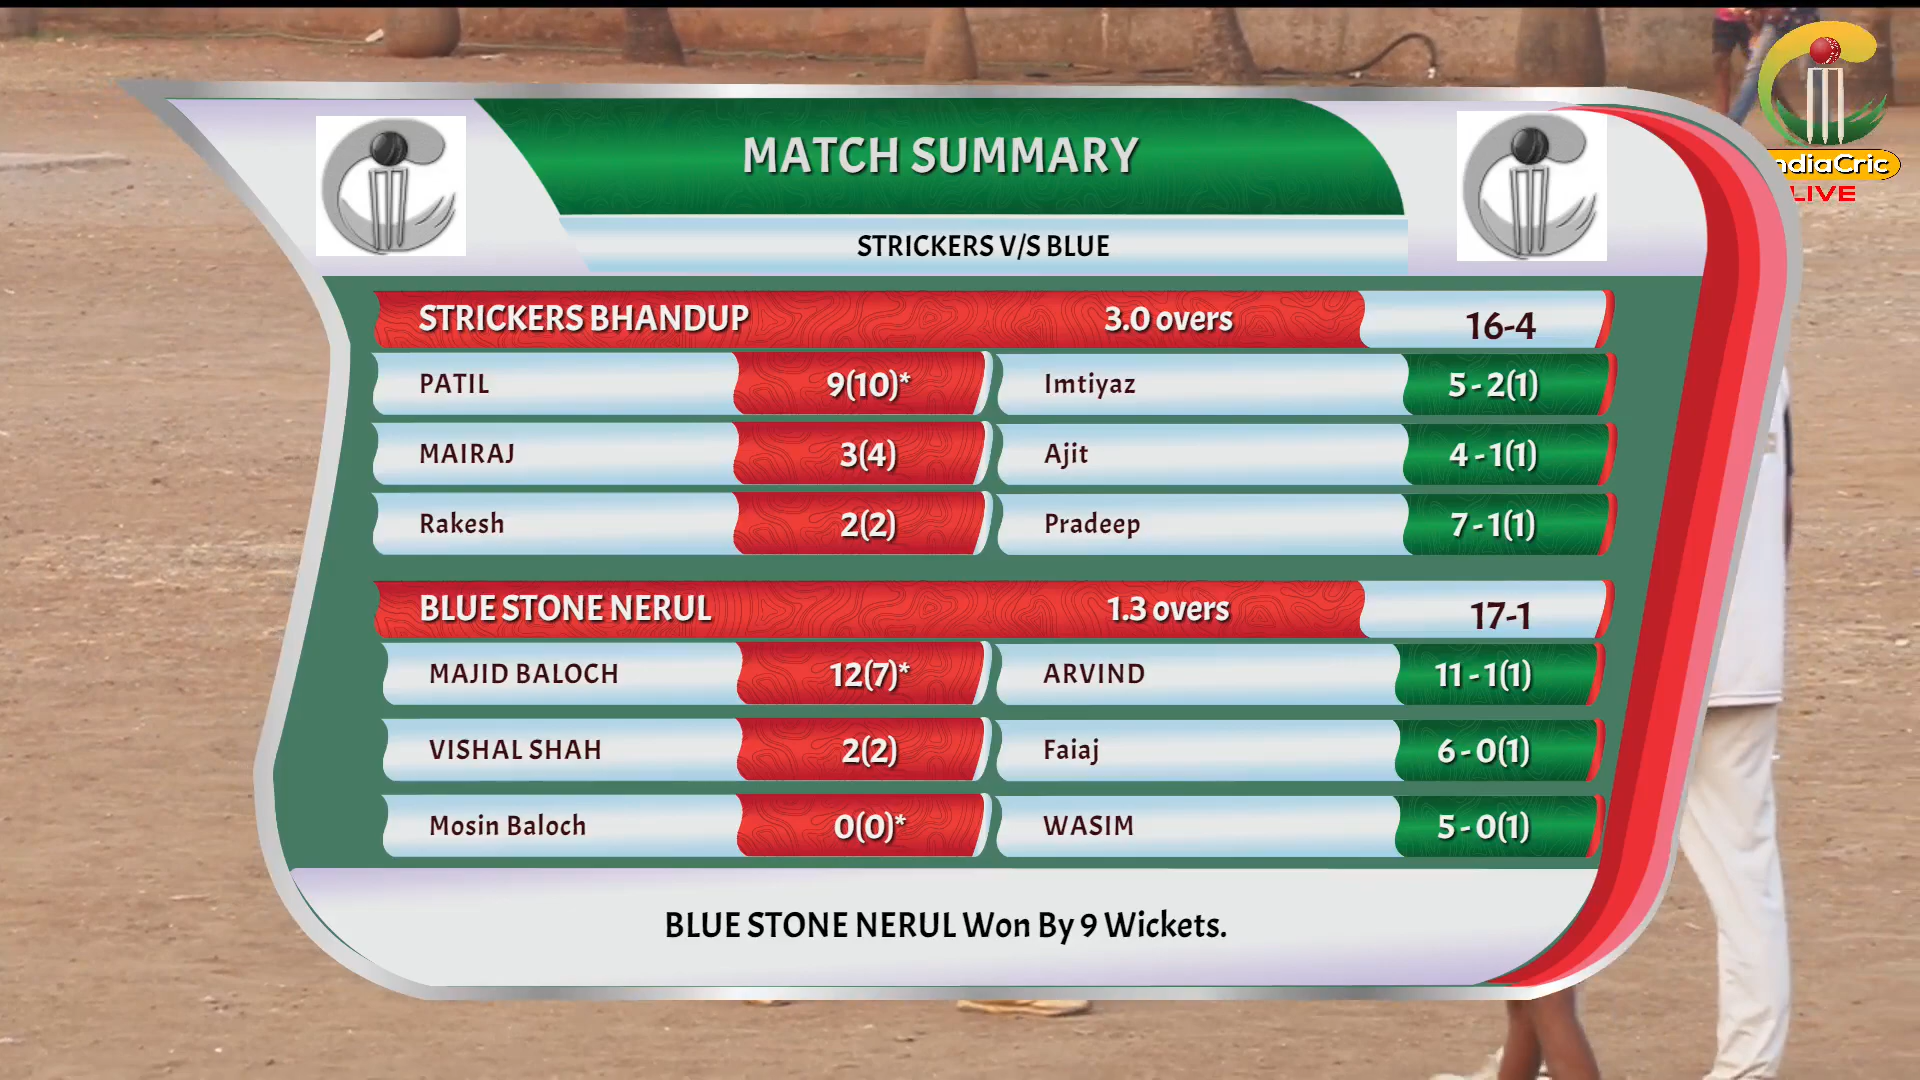 MATCH SUMMARY
STRICKERS V/S BLUE
STRICKERS BHANDUP 3.0 overs 16-4
PATIL 9(10)* Imtiyaz 5 - 2(1)
MAIRAJ 3(4) Ajit 4 - 1(1)
Rakesh 2(2) Pradeep 7 - 1(1)
BLUE STONE NERUL 1.3 overs 17-1
MAJID BALOCH 12(7)* ARVIND 11 - 1(1)
VISHAL SHAH 2(2) Faiaj 6 - 0(1)
Mosin Baloch 0(0)* WASIM 5 - 0(1)
BLUE STONE NERUL Won By 9 Wickets.
ndiaCric
LIVE